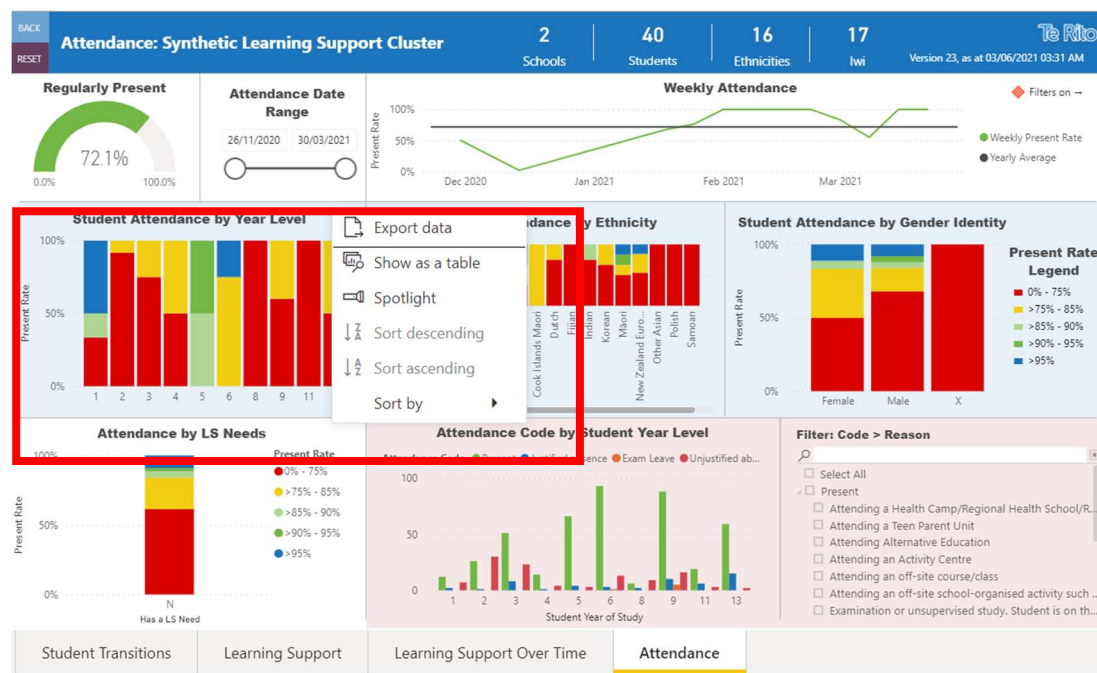 BACK
RESET
Attendance: Synthetic Learning Support Cluster
2
Schools
40
Students
16
Ethnicities
17
Iwi
Te Rito
Version 23, as at 03/06/2021 03:31 AM
Regularly Present
72.1%
0.0%
100.0%
Attendance Date
Range
26/11/2020
30/03/2021
Weekly Attendance
Filters on →
Present Rate
100%
50%
0%
Dec 2020
Jan 2021
Feb 2021
Mar 2021
Weekly Present Rate
Yearly Average
Student Attendance by Year Level
Present Rate
100%
50%
0%
1 2 3 4 5 6 8 9 11
Export data
Show as a table
Spotlight
Sort descending
Sort ascending
Sort by
dance by Ethnicity
Cook Islands Maori
Dutch
Fijian
Indian
Korean
Māori
New Zealand Euro...
Other Asian
Polish
Samoan
Student Attendance by Gender Identity
Present Rate
100%
50%
0%
Female
Male
X
Present Rate
Legend
0% - 75%
>75% - 85%
>85% - 90%
>90% - 95%
>95%
Attendance by LS Needs
Present Rate
100%
50%
0%
N
Has a LS Need
Present Rate
0% - 75%
>75% - 85%
>85% - 90%
>90% - 95%
>95%
Attendance Code by Student Year Level
Attendance Code Present Justified absence Exam Leave Unjustified ab...
100
50
0
1 2 3 4 5 6 8 9 11 13
Student Year of Study
Filter: Code > Reason
Select All
Present
Attending a Health Camp/Regional Health School/R...
Attending a Teen Parent Unit
Attending Alternative Education
Attending an Activity Centre
Attending an off-site course/class
Attending an off-site school-organised activity such ...
Examination or unsupervised study. Student is on th...
Student Transitions
Learning Support
Learning Support Over Time
Attendance